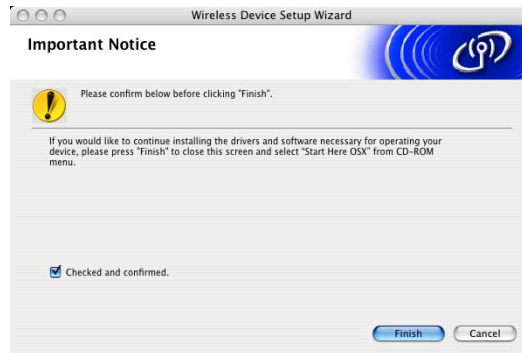 Wireless Device Setup Wizard
Important Notice
Please confirm below before clicking "Finish".
If you would like to continue installing the drivers and software necessary for operating your
device, please press "Finish" to close this screen and select "Start Here OSX" from CD-ROM
menu.
Checked and confirmed.
Finish
Cancel